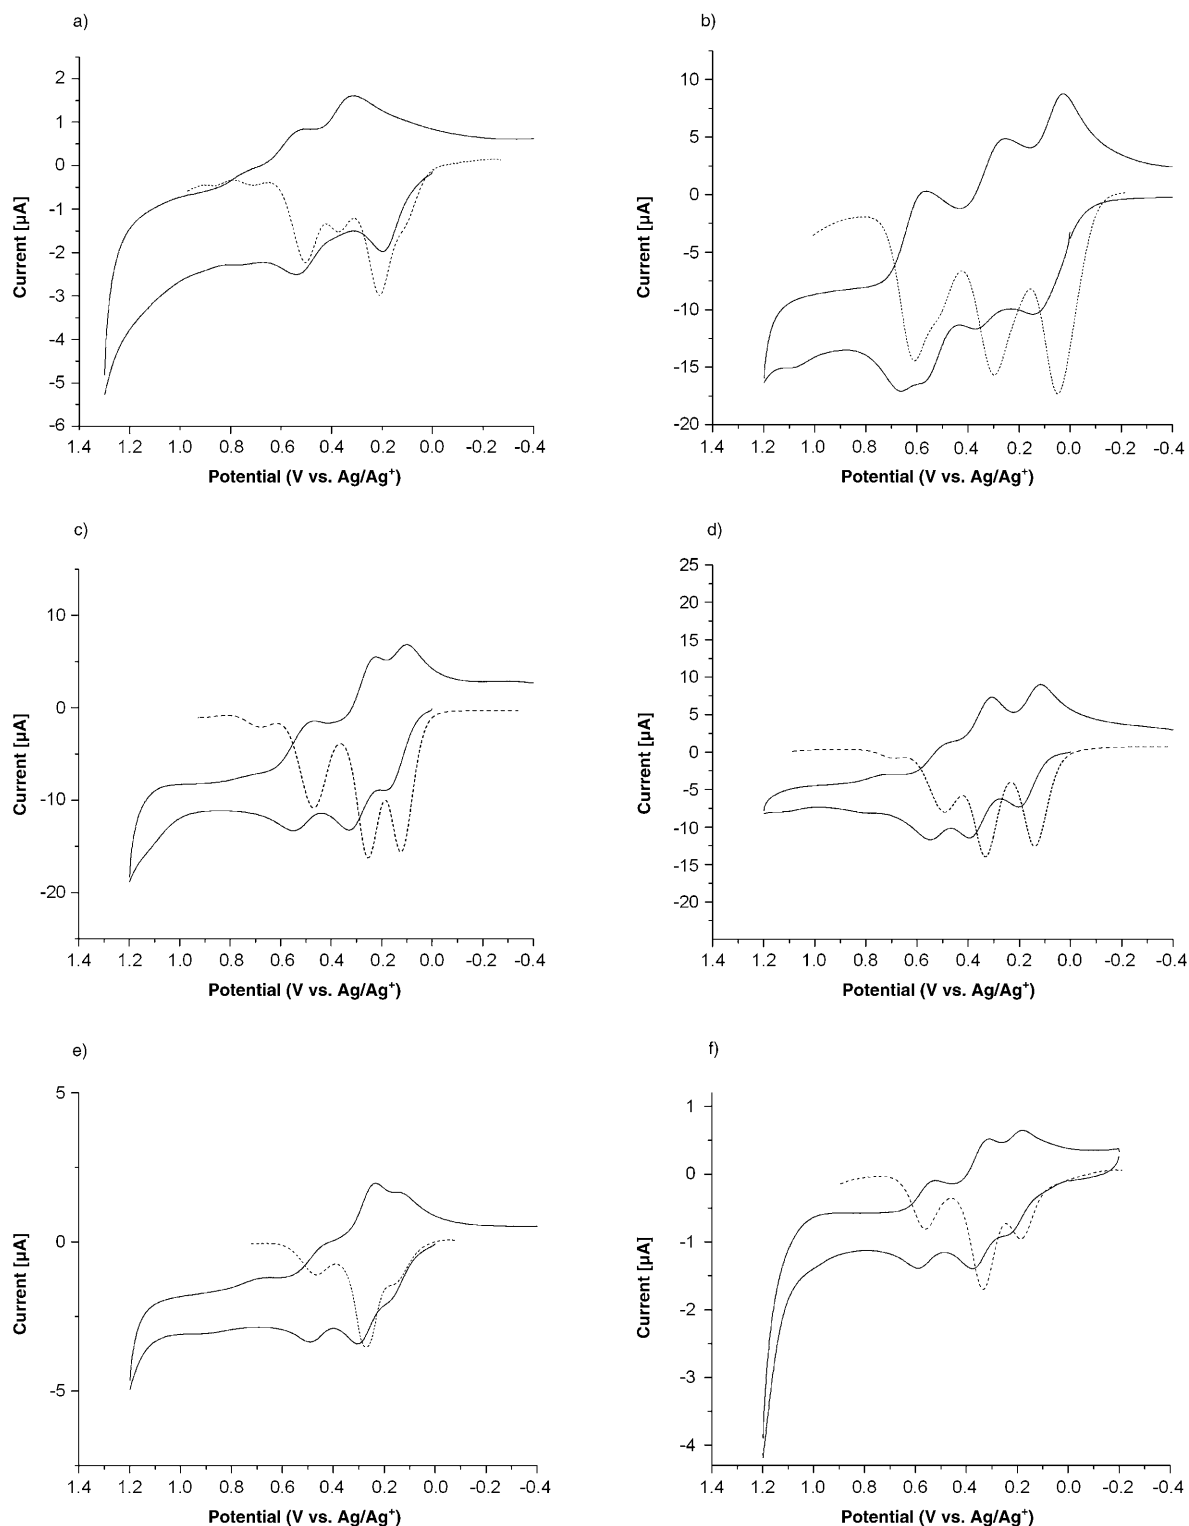 a)
2
1
0
-1
-2
-3
-4
-5
-6
Current [µA]
1.4 1.2 1.0 0.8 0.6 0.4 0.2 0.0 -0.4
Potential (V vs. Ag/Ag⁺)
b)
10
5
0
-5
-10
-15
-20
Current [µA]
1.4 1.2 1.0 0.8 0.6 0.4 0.2 0.0 -0.2 -0.4
Potential (V vs. Ag/Ag⁺)
c)
10
0
-10
-20
Current [µA]
1.4 1.2 1.0 0.8 0.6 0.4 0.2 0.0 -0.2 -0.4
Potential (V vs. Ag/Ag⁺)
d)
25
20
15
10
5
0
-5
-10
-15
-20
Current [µA]
1.4 1.2 1.0 0.8 0.6 0.4 0.2 0.0 -0.2 -0.4
Potential (V vs. Ag/Ag⁺)
e)
5
0
-5
Current [µA]
1.4 1.2 1.0 0.8 0.6 0.4 0.2 0.0 -0.2 -0.4
Potential (V vs. Ag/Ag⁺)
f)
1
0
-1
-2
-3
-4
Current [µA]
1.4 1.2 1.0 0.8 0.6 0.4 0.2 0.0 -0.2 -0.4
Potential (V vs. Ag/Ag⁺)